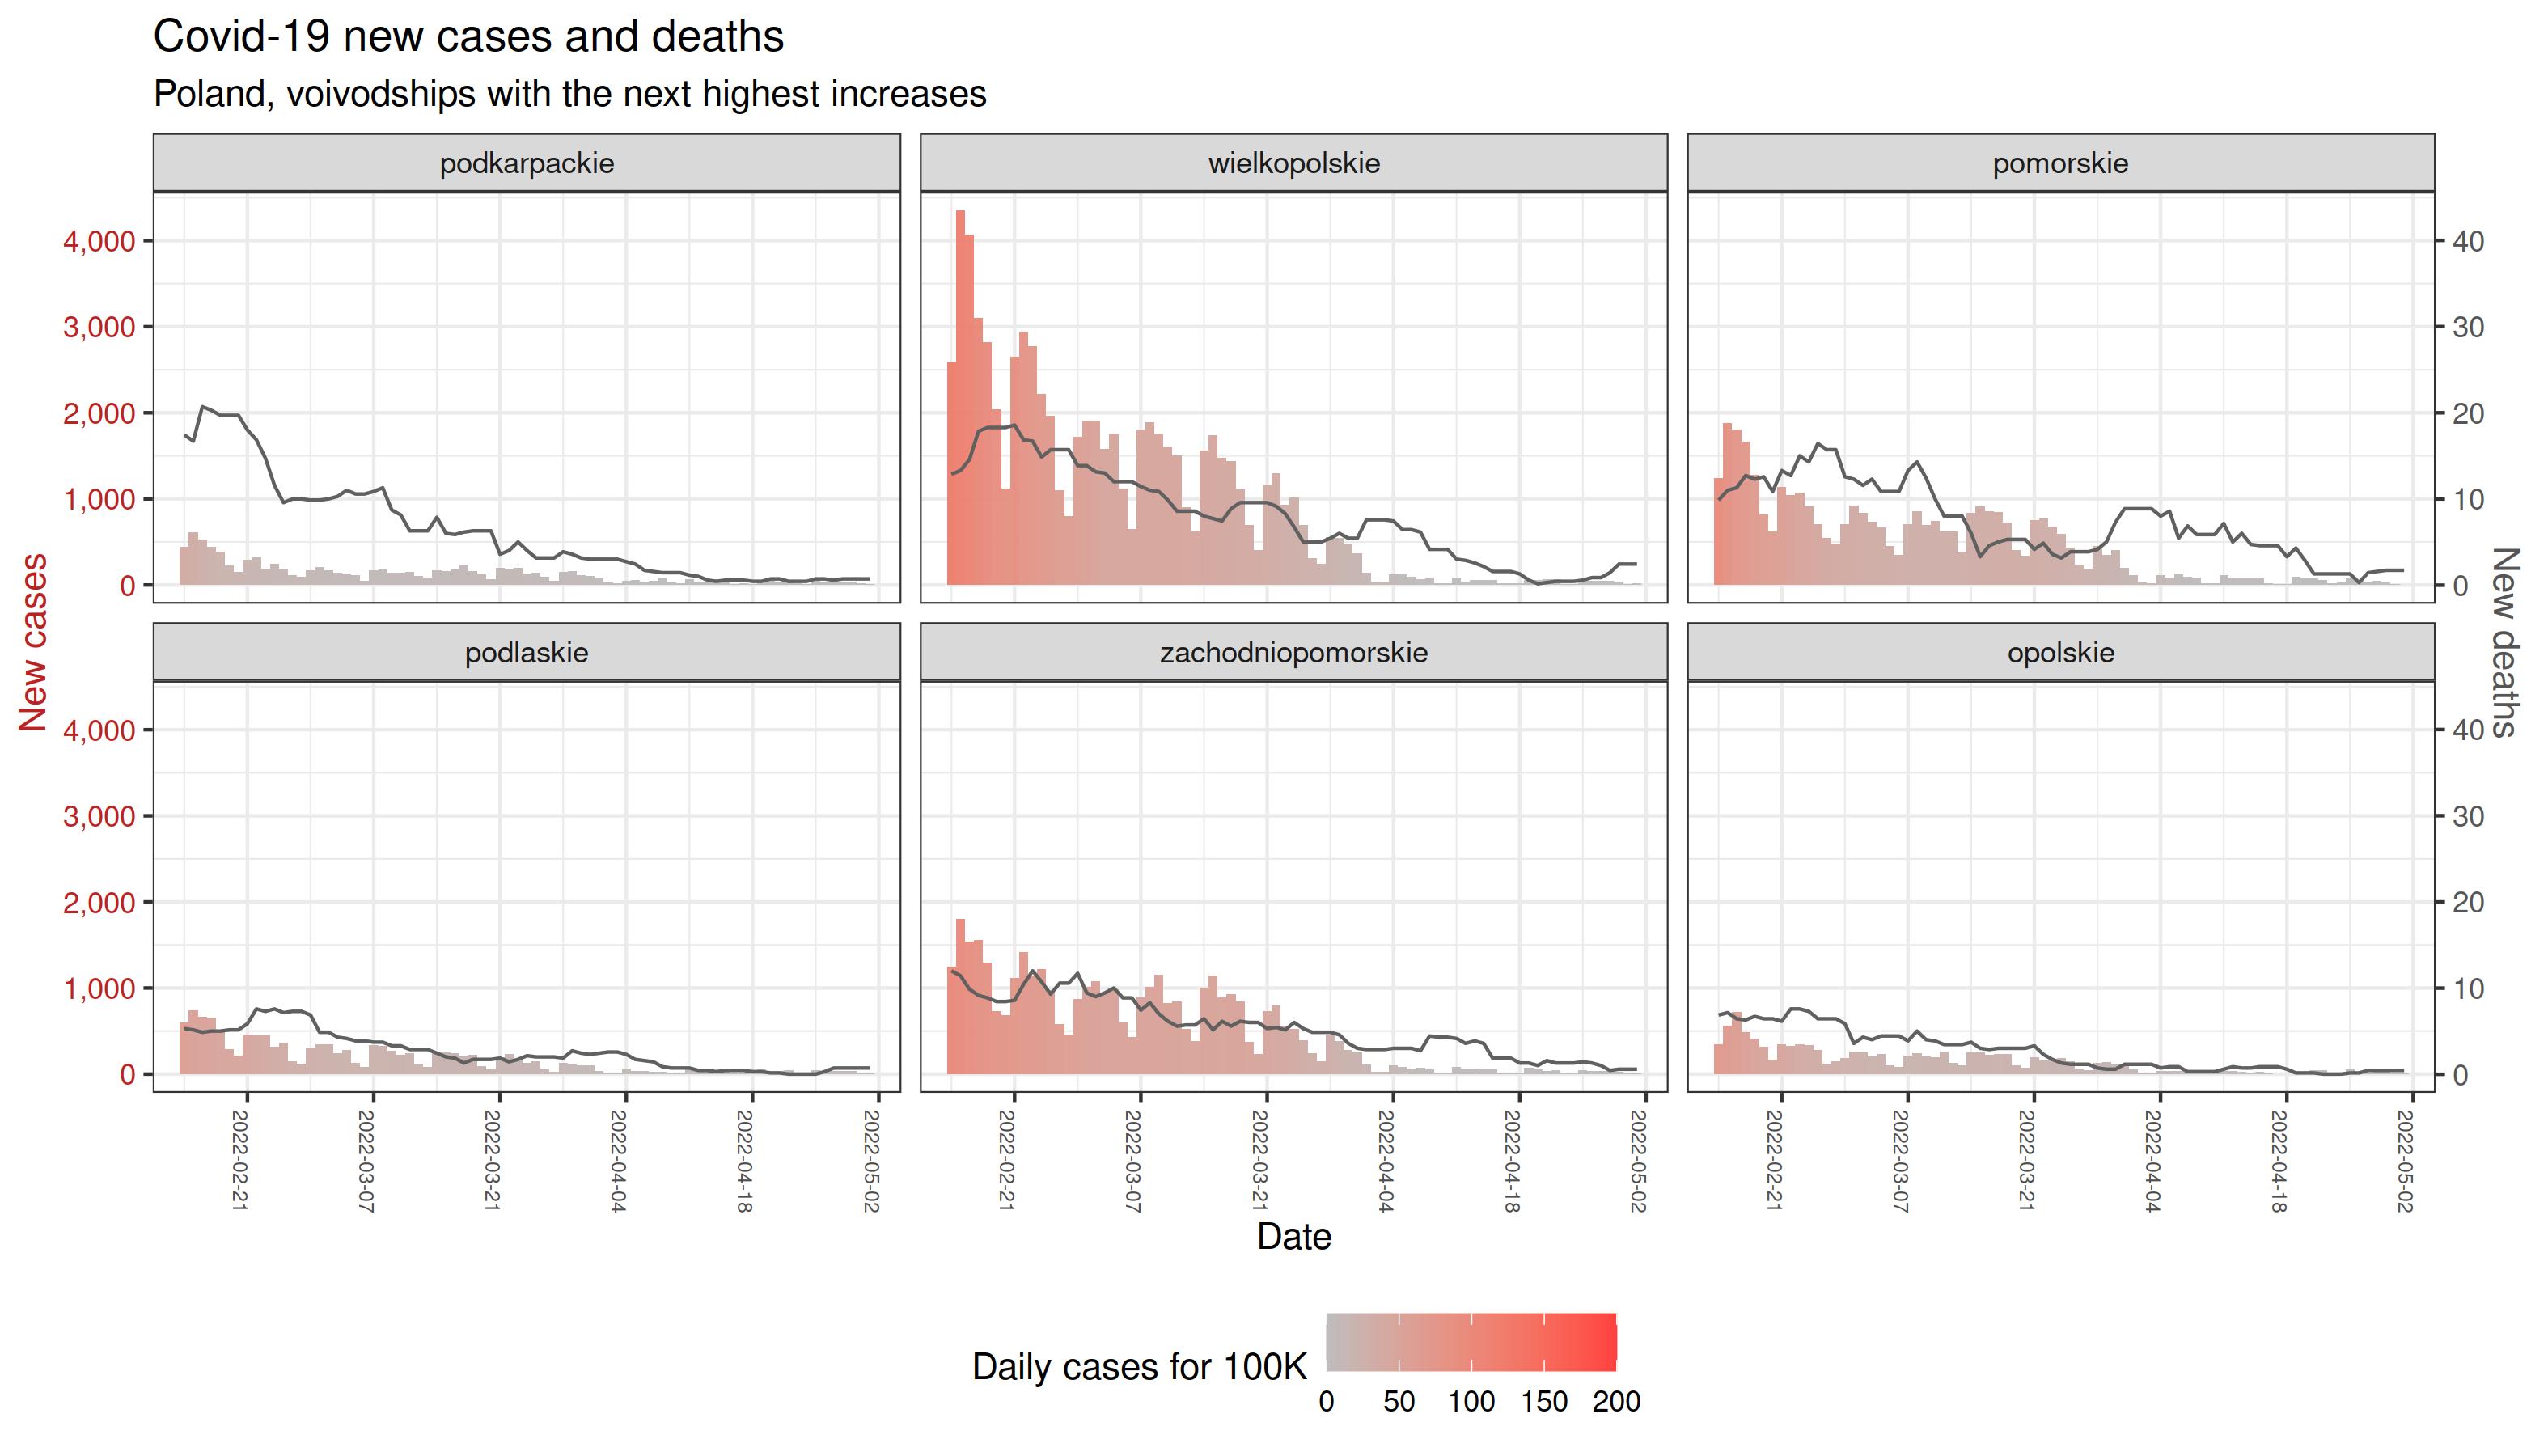 Covid-19 new cases and deaths
Poland, voivodships with the next highest increases
podkarpackie
wielkopolskie
pomorskie
4,000
3,000
2,000
1,000
0
40
30
20
10
0
New cases
New deaths
podlaskie
zachodniopomorskie
opolskie
4,000
3,000
2,000
1,000
0
40
30
20
10
0
2022-02-21
2022-03-07
2022-03-21
2022-04-04
2022-04-18
2022-05-02
2022-02-21
2022-03-07
2022-03-21
2022-04-04
2022-04-18
2022-05-02
2022-02-21
2022-03-07
2022-03-21
2022-04-04
2022-04-18
2022-05-02
Date
Daily cases for 100K
0 50 100 150 200